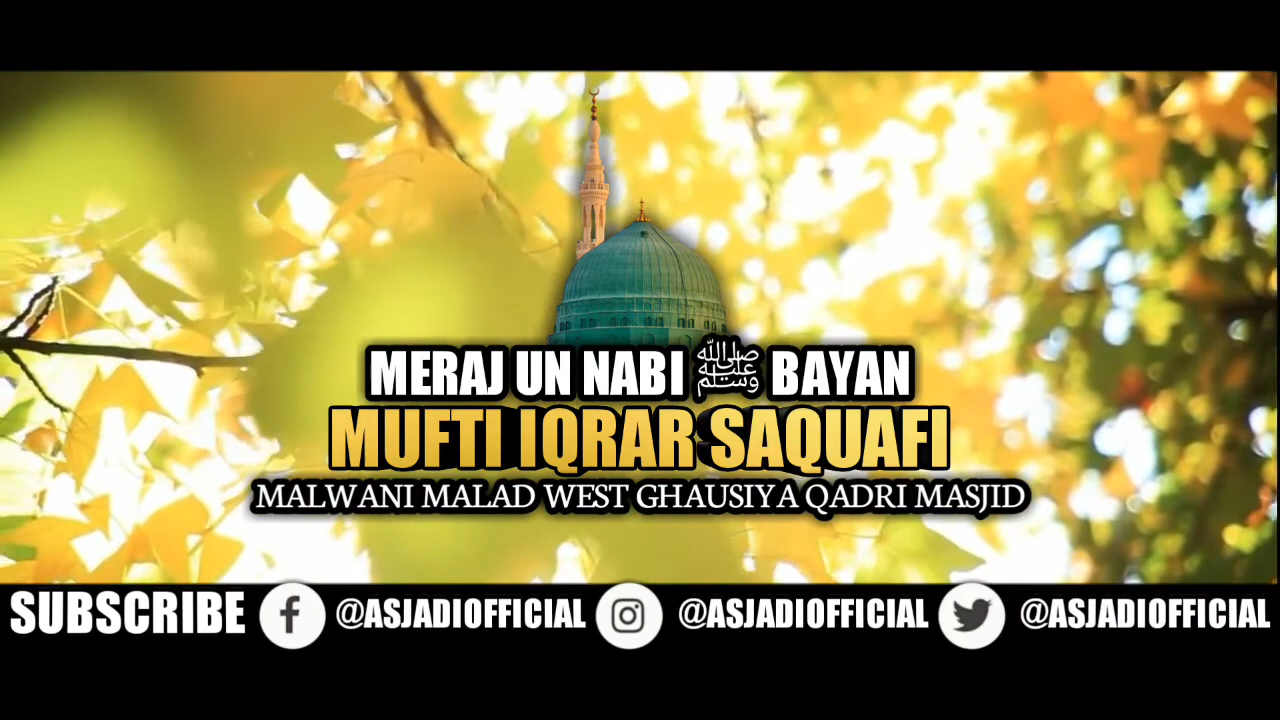 MERAJ UN NABI ﷺ BAYAN
MUFTI IQRAR SAQUAFI
MALWANI MALAD WEST GHAUSIYA QADRI MASJID
SUBSCRIBE @ASJADIOFFICIAL @ASJADIOFFICIAL @ASJADIOFFICIAL